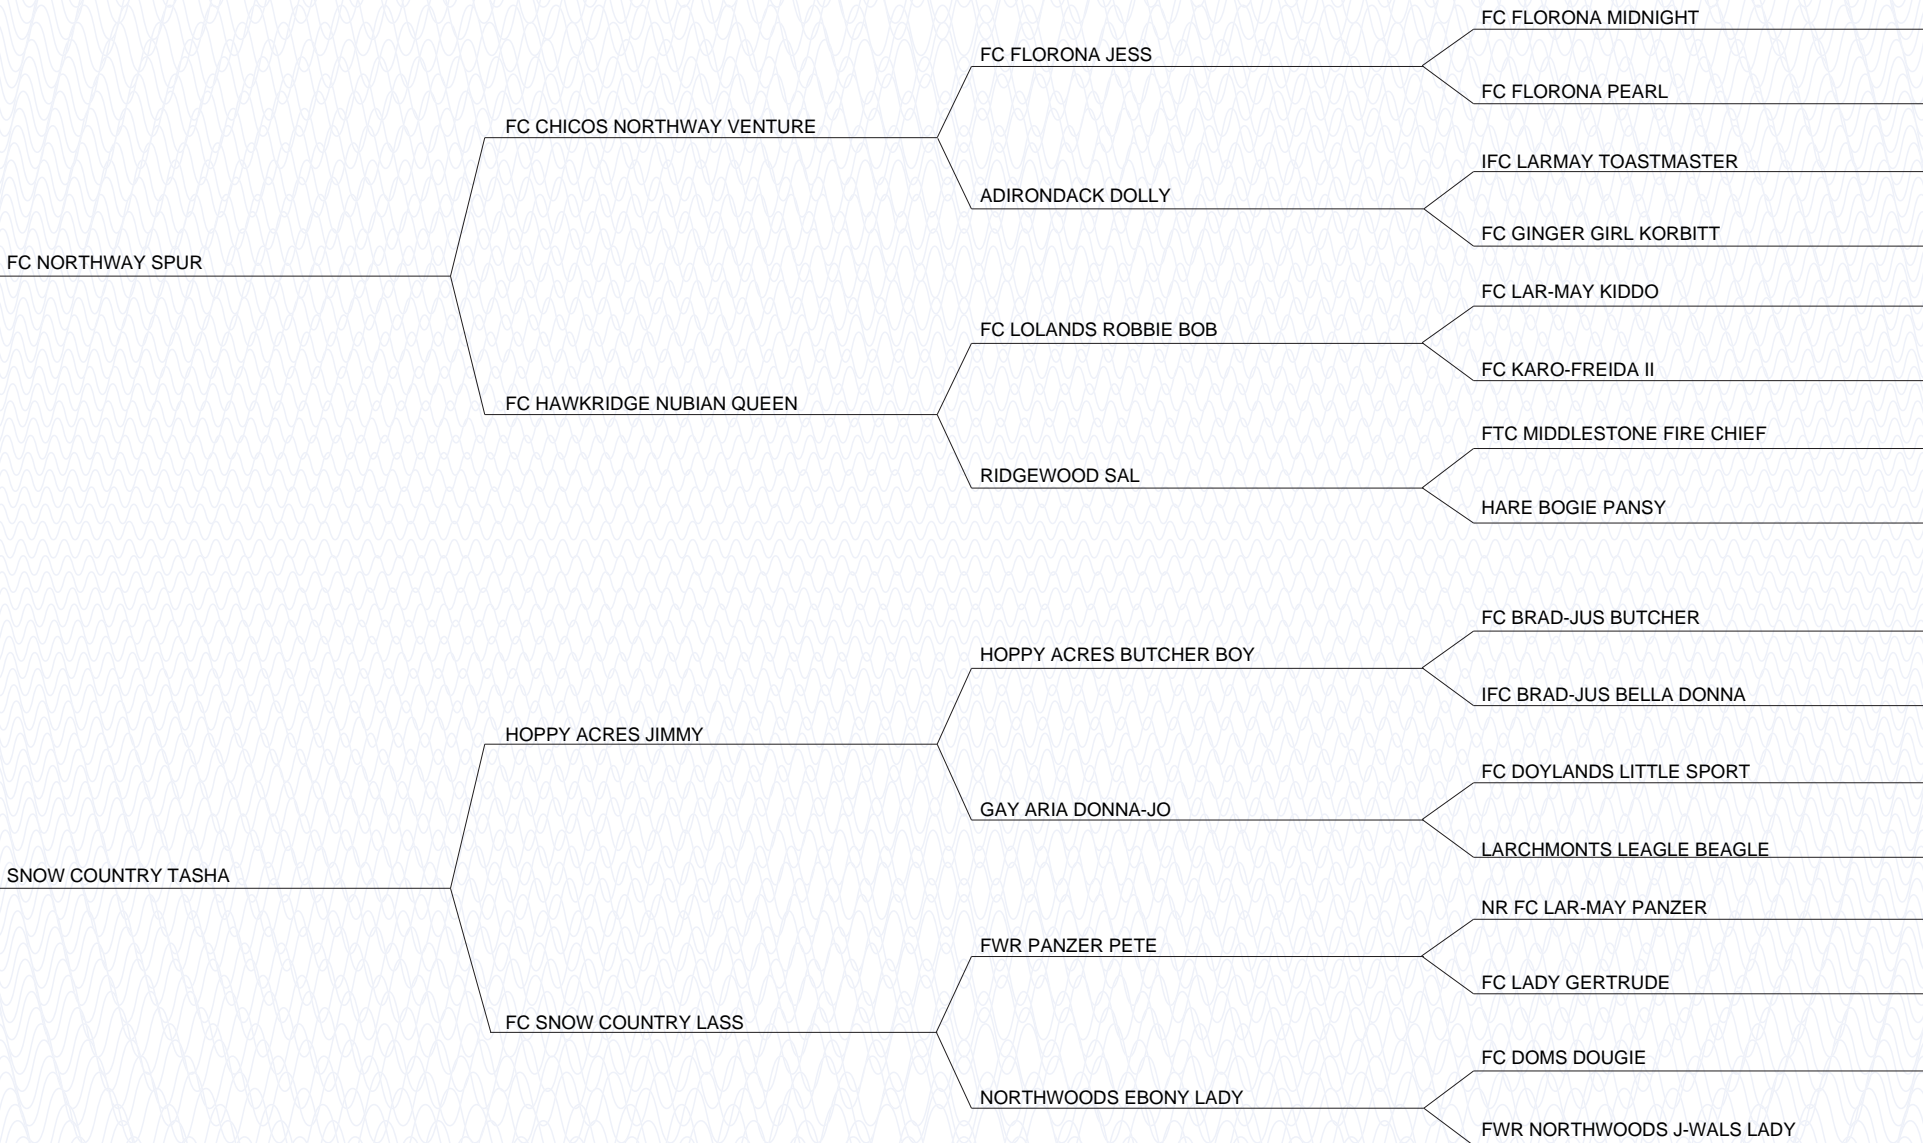 FC NORTHWAY SPUR
FC CHICOS NORTHWAY VENTURE
FC FLORONA JESS
FC FLORONA MIDNIGHT
FC FLORONA PEARL
ADIRONDACK DOLLY
IFC LARMAY TOASTMASTER
FC GINGER GIRL KORBITT
FC HAWKRIDGE NUBIAN QUEEN
FC LOLANDS ROBBIE BOB
FC LAR-MAY KIDDO
FC KARO-FREIDA II
RIDGEWOOD SAL
FTC MIDDLESTONE FIRE CHIEF
HARE BOGIE PANSY
SNOW COUNTRY TASHA
HOPPY ACRES JIMMY
HOPPY ACRES BUTCHER BOY
FC BRAD-JUS BUTCHER
IFC BRAD-JUS BELLA DONNA
GAY ARIA DONNA-JO
FC DOYLANDS LITTLE SPORT
LARCHMONTS LEAGLE BEAGLE
FC SNOW COUNTRY LASS
FWR PANZER PETE
NR FC LAR-MAY PANZER
FC LADY GERTRUDE
NORTHWOODS EBONY LADY
FC DOMS DOUGIE
FWR NORTHWOODS J-WALS LADY